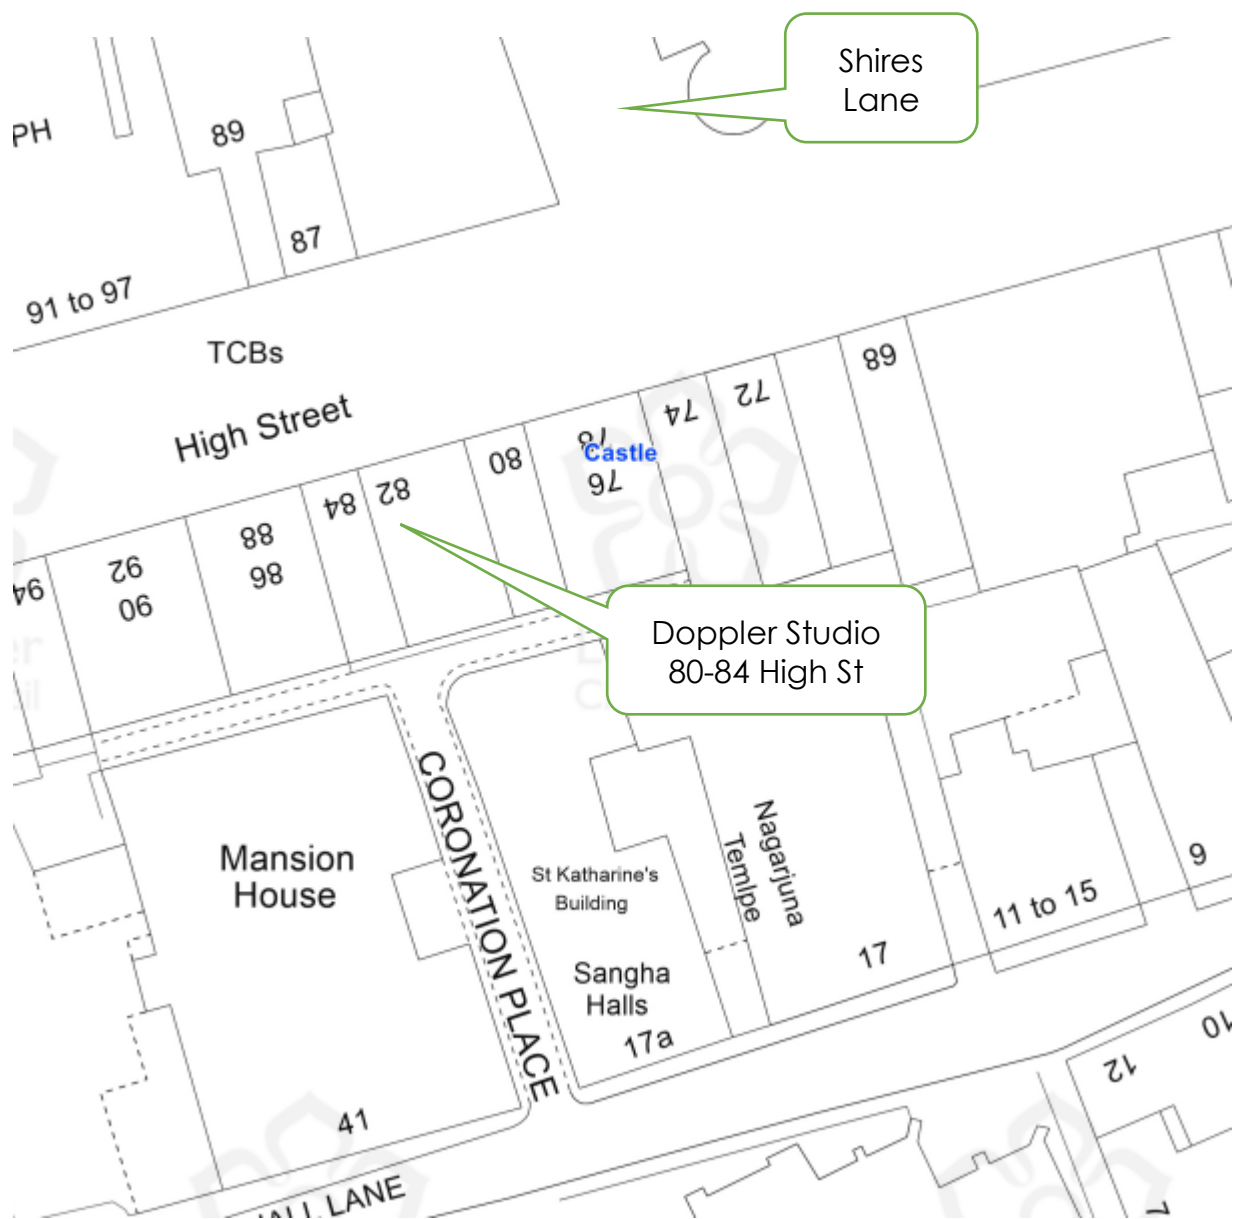 Shires
Lane
PH
89
87
91 to 97
TCBs
High Street
68
72
74
78
Castle
76
80
82
84
88
86
92
90
94
Doppler Studio
80-84 High St
CORONATION PLACE
Mansion
House
St Katharine's
Building
Nagarjuna
Temlpe
Sangha
Halls
17a
17
11 to 15
9
10
12
7
41
LANE